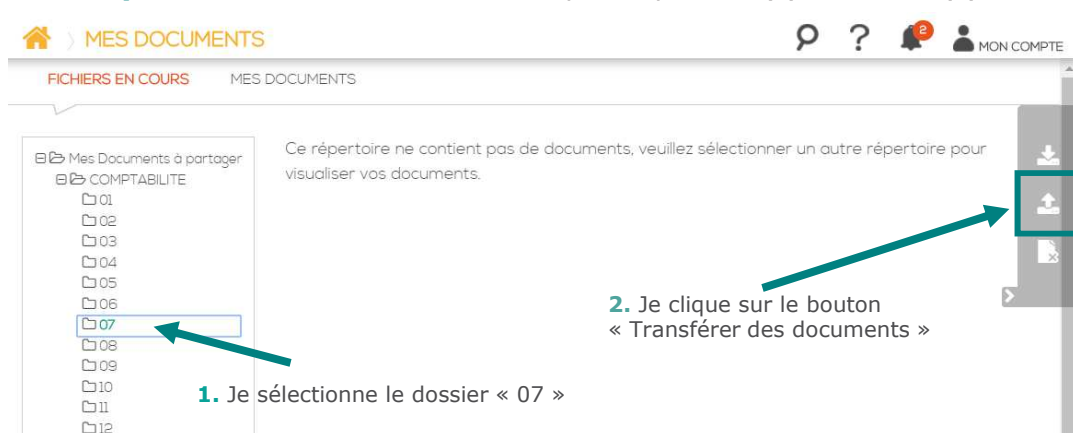 MES DOCUMENTS
2
MON COMPTE
FICHIERS EN COURS MES DOCUMENTS
Mes Documents à partager
COMPTABILITE
01
02
03
04
05
06
07
08
09
10
11
12
Ce répertoire ne contient pas de documents, veuillez sélectionner un autre répertoire pour
visualiser vos documents.
2. Je clique sur le bouton
« Transférer des documents »
1. Je sélectionne le dossier « 07 »